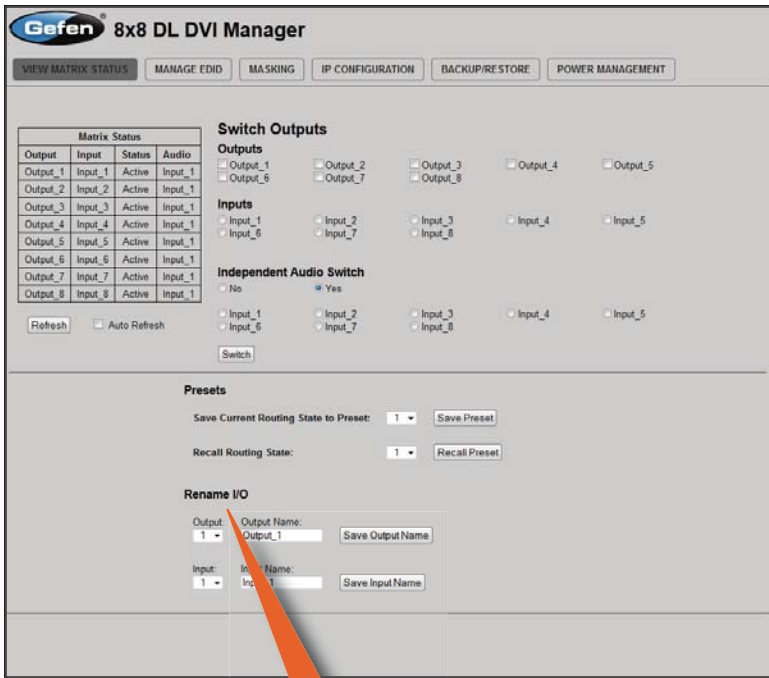 Gefen® 8x8 DL DVI Manager
VIEW MATRIX STATUS MANAGE EDID MASKING IP CONFIGURATION BACKUP/RESTORE POWER MANAGEMENT
Matrix Status
Output Input Status Audio
Output_1 Input_1 Active Input_1
Output_2 Input_2 Active Input_1
Output_3 Input_3 Active Input_1
Output_4 Input_4 Active Input_1
Output_5 Input_5 Active Input_1
Output_6 Input_6 Active Input_1
Output_7 Input_7 Active Input_1
Output_8 Input_8 Active Input_1
Refresh Auto Refresh
Switch Outputs
Outputs
Output_1 Output_2 Output_3 Output_4 Output_5
Output_6 Output_7 Output_8
Inputs
Input_1 Input_2 Input_3 Input_4 Input_5
Input_6 Input_7 Input_8
Independent Audio Switch
No Yes
Input_1 Input_2 Input_3 Input_4 Input_5
Input_6 Input_7 Input_8
Switch
Presets
Save Current Routing State to Preset: 1 Save Preset
Recall Routing State: 1 Recall Preset
Rename I/O
Output: Output Name:
1 Output_1 Save Output Name
Input: Name:
1 1 Save Input Name